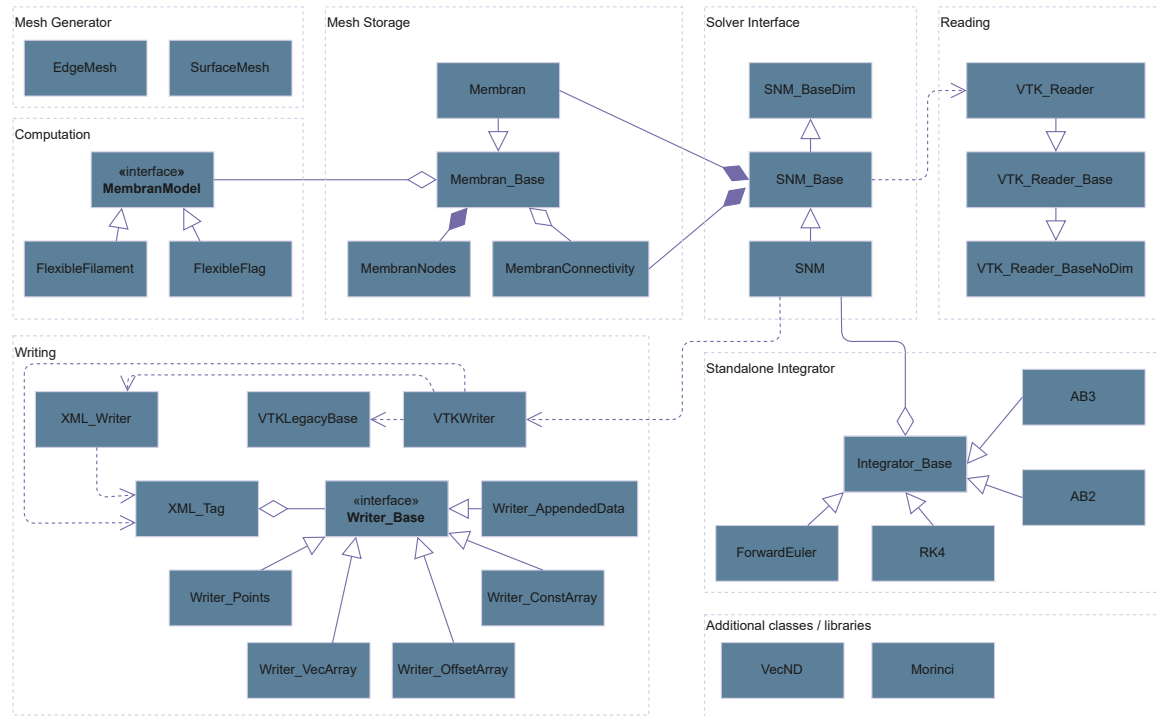 Mesh Generator
EdgeMesh
SurfaceMesh
Computation
«interface»
MembranModel
FlexibleFilament
FlexibleFlag
Mesh Storage
Membran
Membran_Base
MembranNodes
MembranConnectivity
Solver Interface
SNM_BaseDim
SNM_Base
SNM
Reading
VTK_Reader
VTK_Reader_Base
VTK_Reader_BaseNoDim
Writing
XML_Writer
VTKLegacyBase
VTKWriter
XML_Tag
«interface»
Writer_Base
Writer_AppendedData
Writer_Points
Writer_ConstArray
Writer_VecArray
Writer_OffsetArray
Standalone Integrator
AB3
Integrator_Base
AB2
ForwardEuler
RK4
Additional classes / libraries
VecND
Morinci